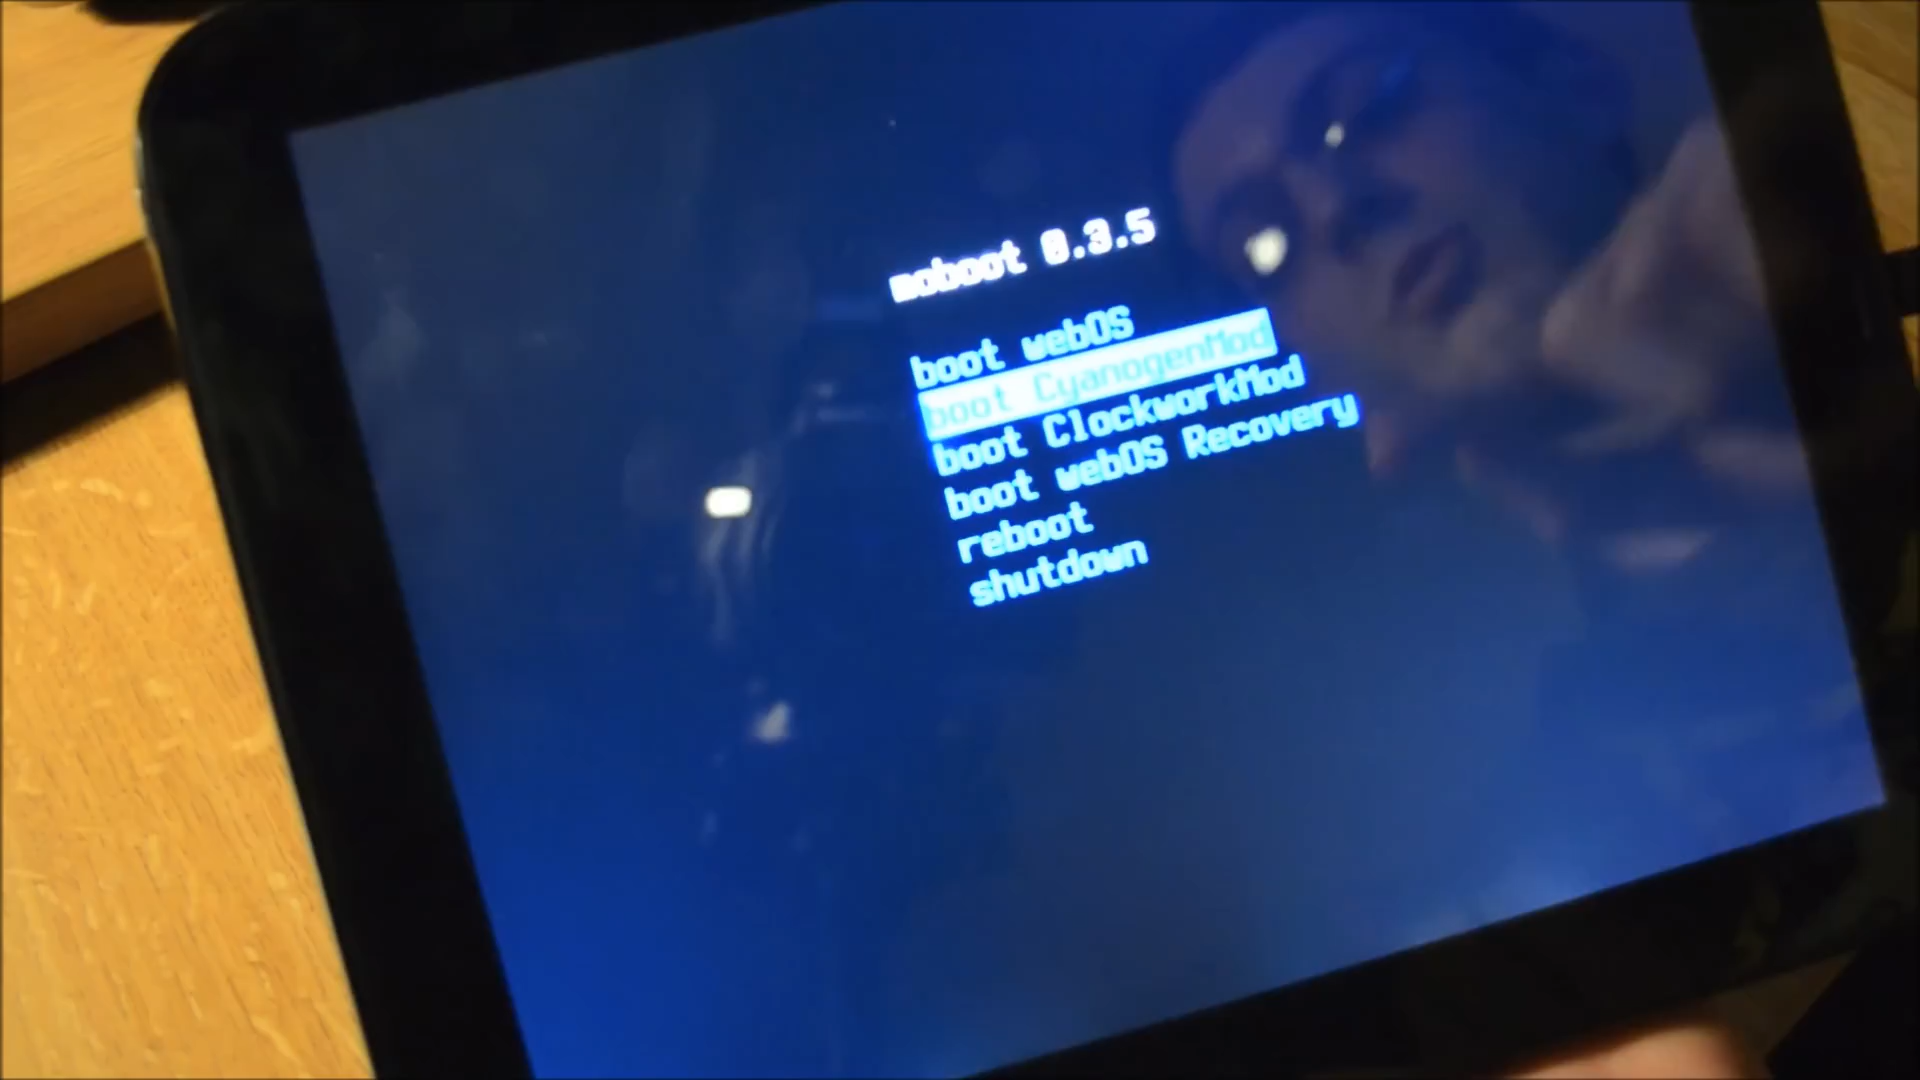 moboot 0.3.5
boot webOS
boot CyanogenMod
boot ClockworkMod
boot webOS Recovery
reboot
shutdown